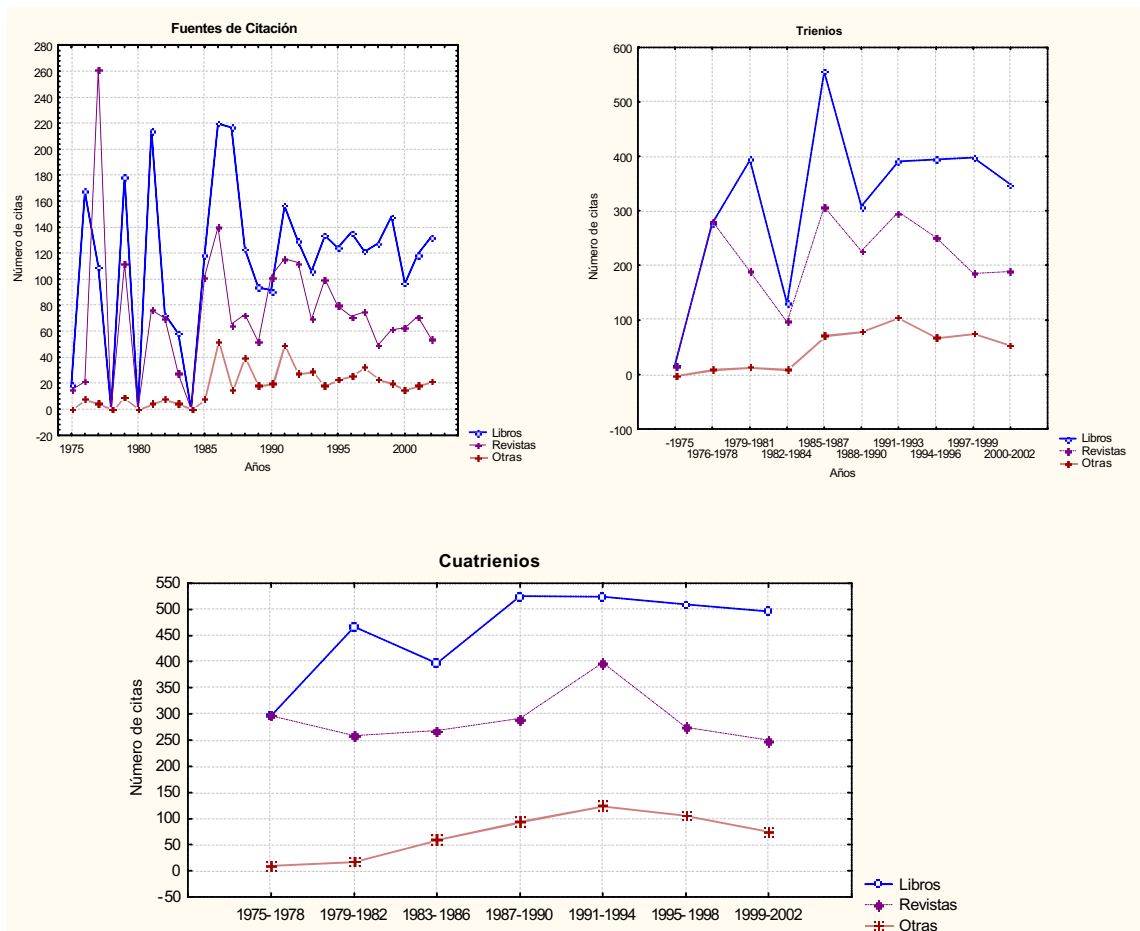 Fuentes de Citación
280
260
240
220
200
180
160
140
120
100
80
60
40
20
0
-20
Número de citas
1975 1980 1985 1990 1995 2000
Años
Libros
Revistas
Otras
Trienios
600
500
400
300
200
100
0
-100
Número de citas
-1975 1979-1981 1985-1987 1991-1993 1997-1999
1976-1978 1982-1984 1988-1990 1994-1996 2000-2002
Años
Libros
Revistas
Otras
Cuatrienios
550
500
450
400
350
300
250
200
150
100
50
0
-50
Número de citas
1975-1978 1979-1982 1983-1986 1987-1990 1991-1994 1995-1998 1999-2002
Libros
Revistas
Otras